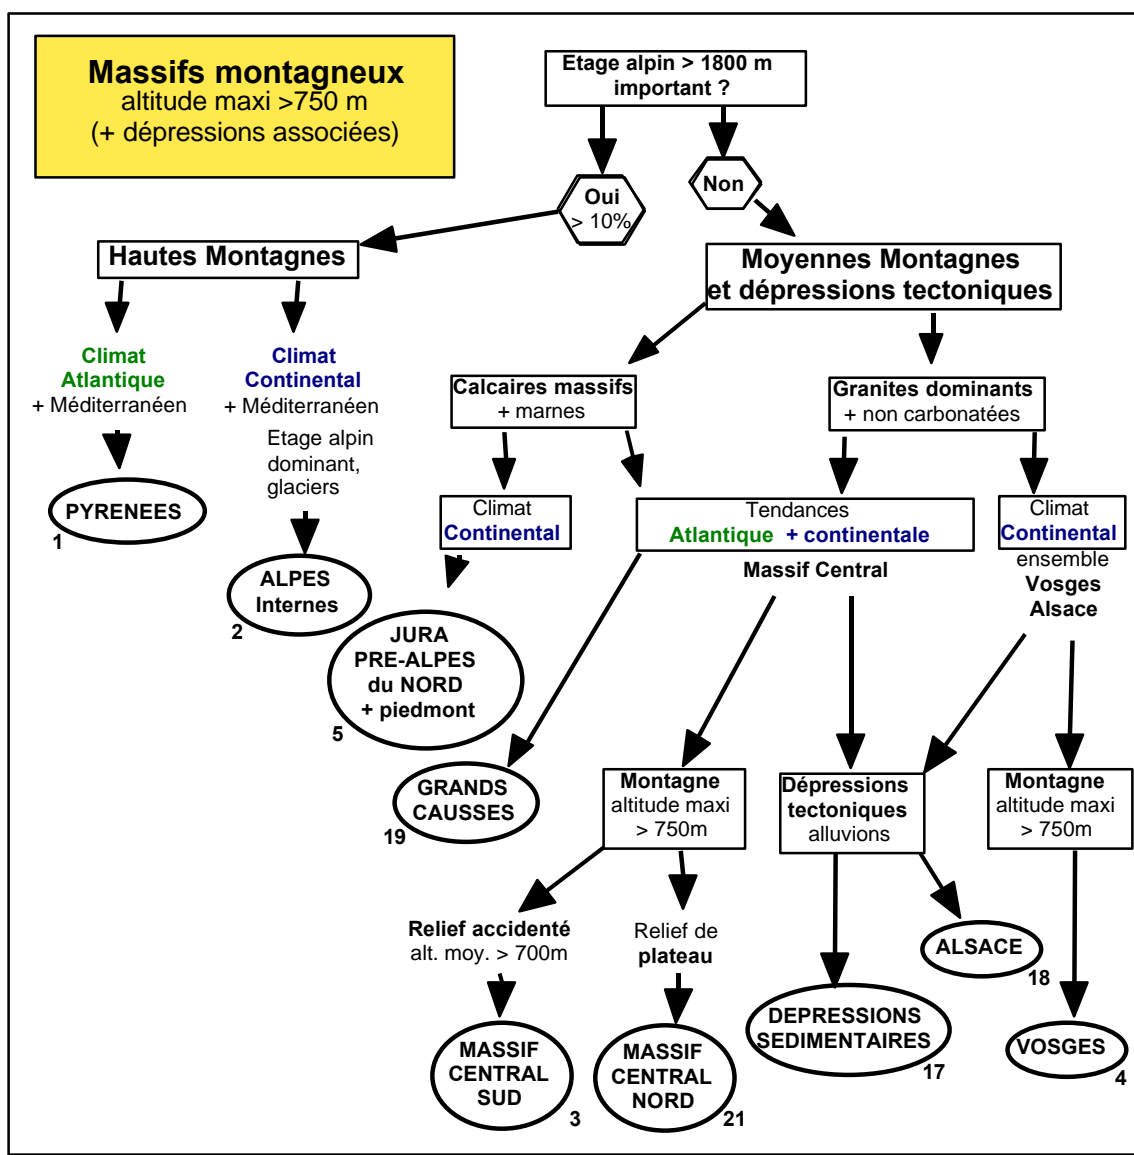 Massifs montagneux
altitude maxi >750 m
(+ dépressions associées)
Etage alpin > 1800 m
important ?
Oui
> 10%
Non
Hautes Montagnes
Moyennes Montagnes
et dépressions tectoniques
Climat
Atlantique
+ Méditerranéen
Climat
Continental
+ Méditerranéen
Etage alpin
dominant,
glaciers
Calcaires massifs
+ marnes
Granites dominants
+ non carbonatées
PYRENEES
1
Climat
Continental
Tendances
Atlantique + continentale
Massif Central
Climat
Continental
ensemble
Vosges
Alsace
ALPES
Internes
2
JURA
PRE-ALPES
du NORD
+ piedmont
5
GRANDS
CAUSSES
19
Montagne
altitude maxi
> 750m
Dépressions
tectoniques
alluvions
Montagne
altitude maxi
> 750m
Relief accidenté
alt. moy. > 700m
Relief de
plateau
ALSACE
18
MASSIF
CENTRAL
SUD
3
MASSIF
CENTRAL
NORD
21
DEPRESSIONS
SEDIMENTAIRES
17
VOSGES
4